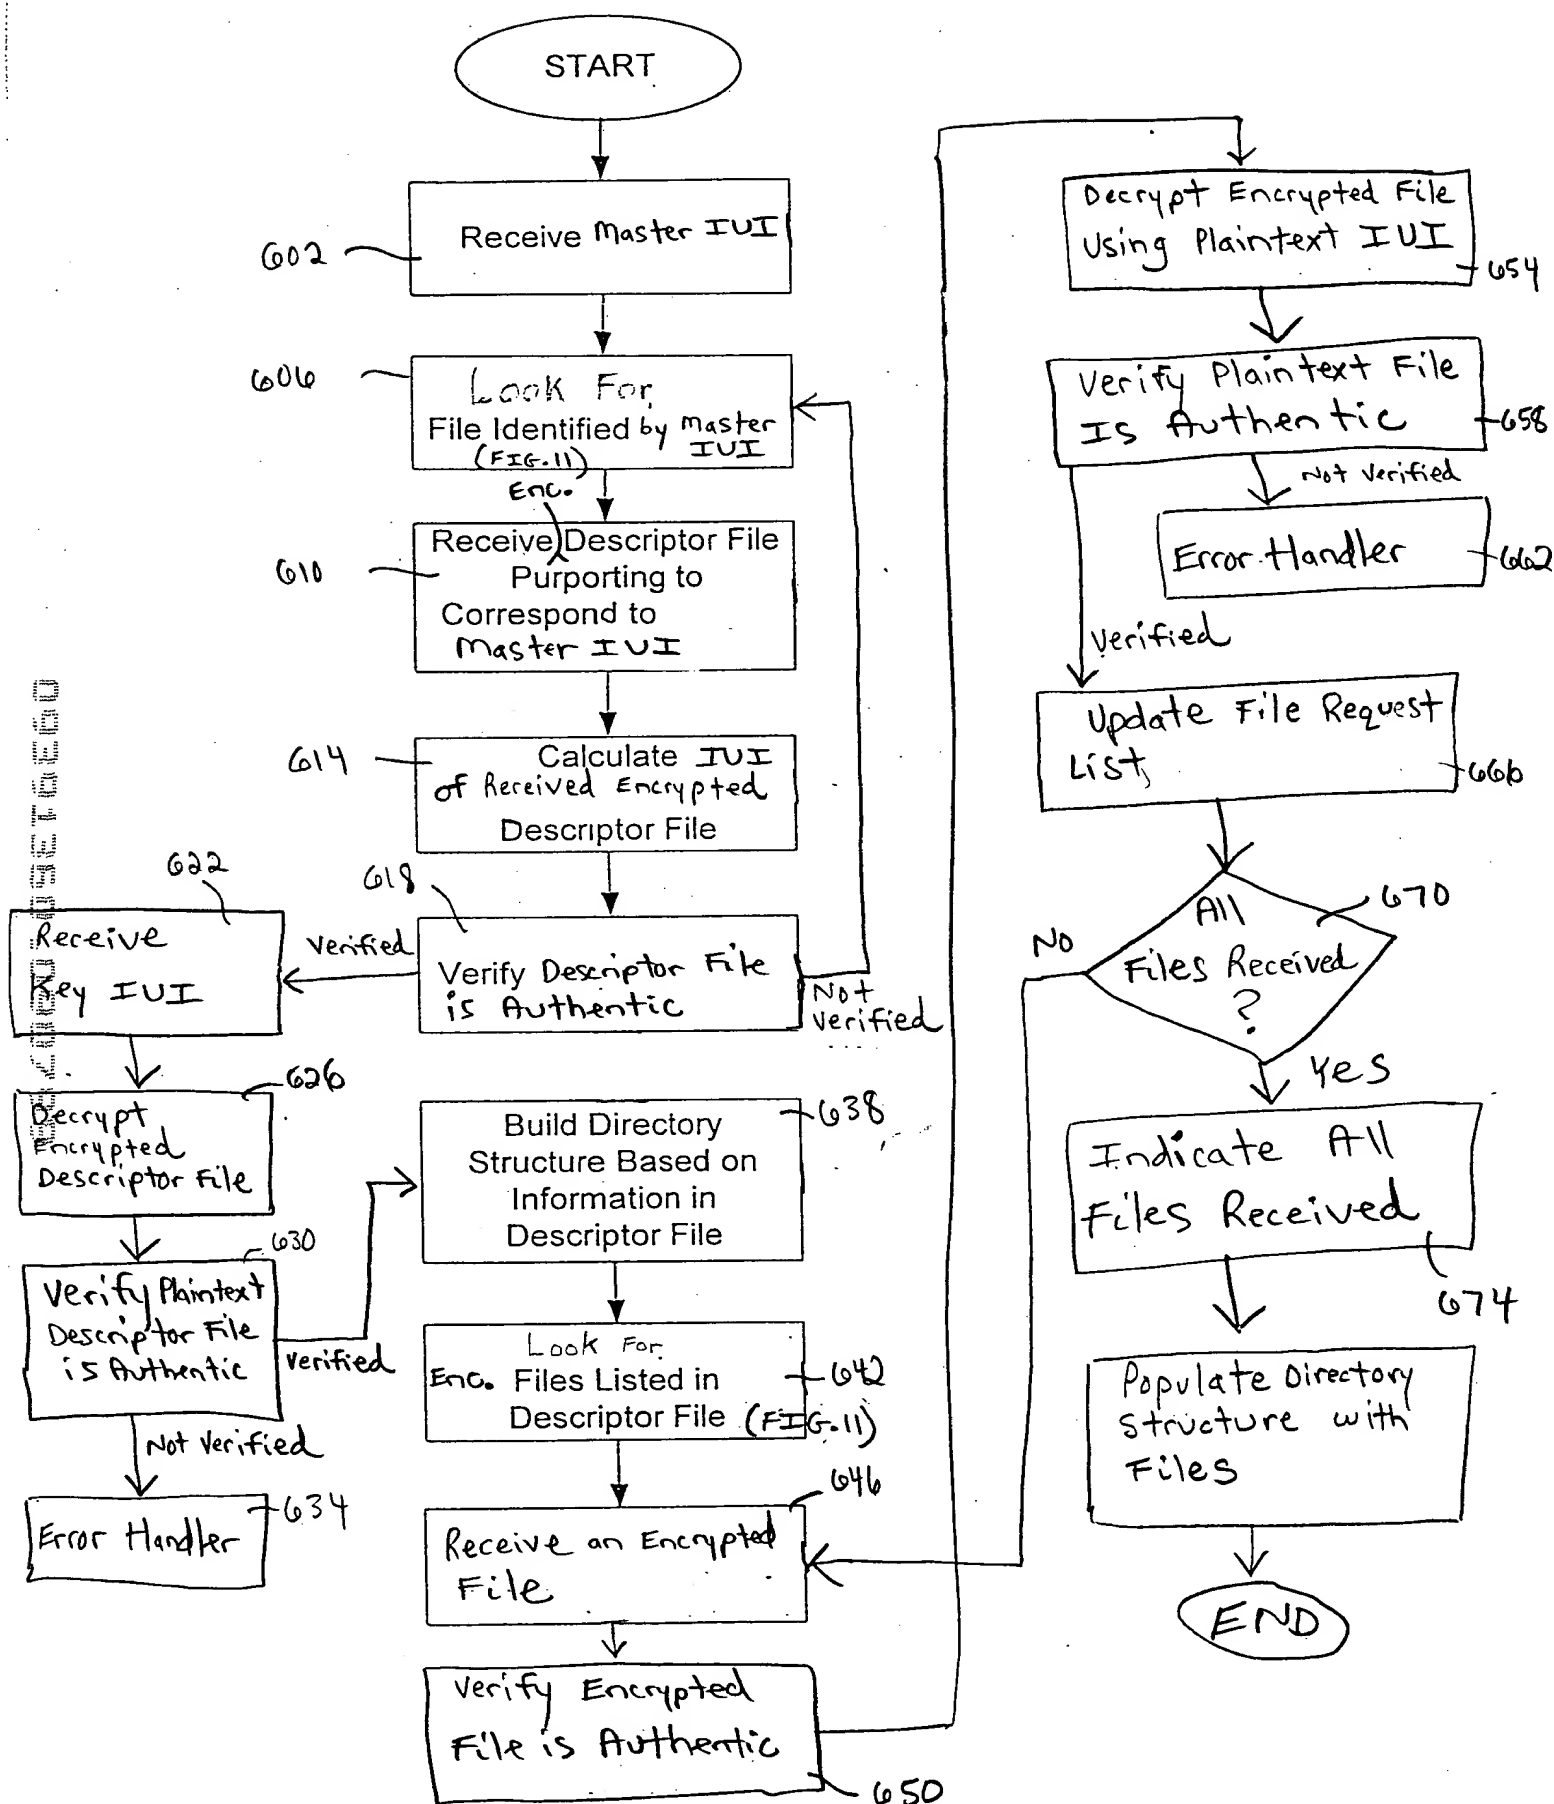 START
Receive Master IUI
602
Look For
File Identified by Master
IUI
(FIG.11)
606
Enc.
Receive Descriptor File
Purporting to
Correspond to
Master IUI
610
Calculate IUI
of Received Encrypted
Descriptor File
614
618
Verify Descriptor File
is Authentic
Verified
Not
Verified
622
Receive
Key IUI
626
Decrypt
Encrypted
Descriptor File
630
Verify Plaintext
Descriptor File
is Authentic
Verified
Not Verified
Error Handler
634
Build Directory
Structure Based on
Information in
Descriptor File
638
Look For
Enc. Files Listed in
Descriptor File (FIG.11)
642
646
Receive an Encrypted
File
Verify Encrypted
File is Authentic
650
Decrypt Encrypted File
Using Plaintext IUI
654
Verify Plaintext File
Is Authentic
658
Not Verified
Error Handler
662
Verified
Update File Request
List
666
All
Files Received
?
670
No
Yes
Indicate All
Files Received
674
Populate Directory
Structure with
Files
END